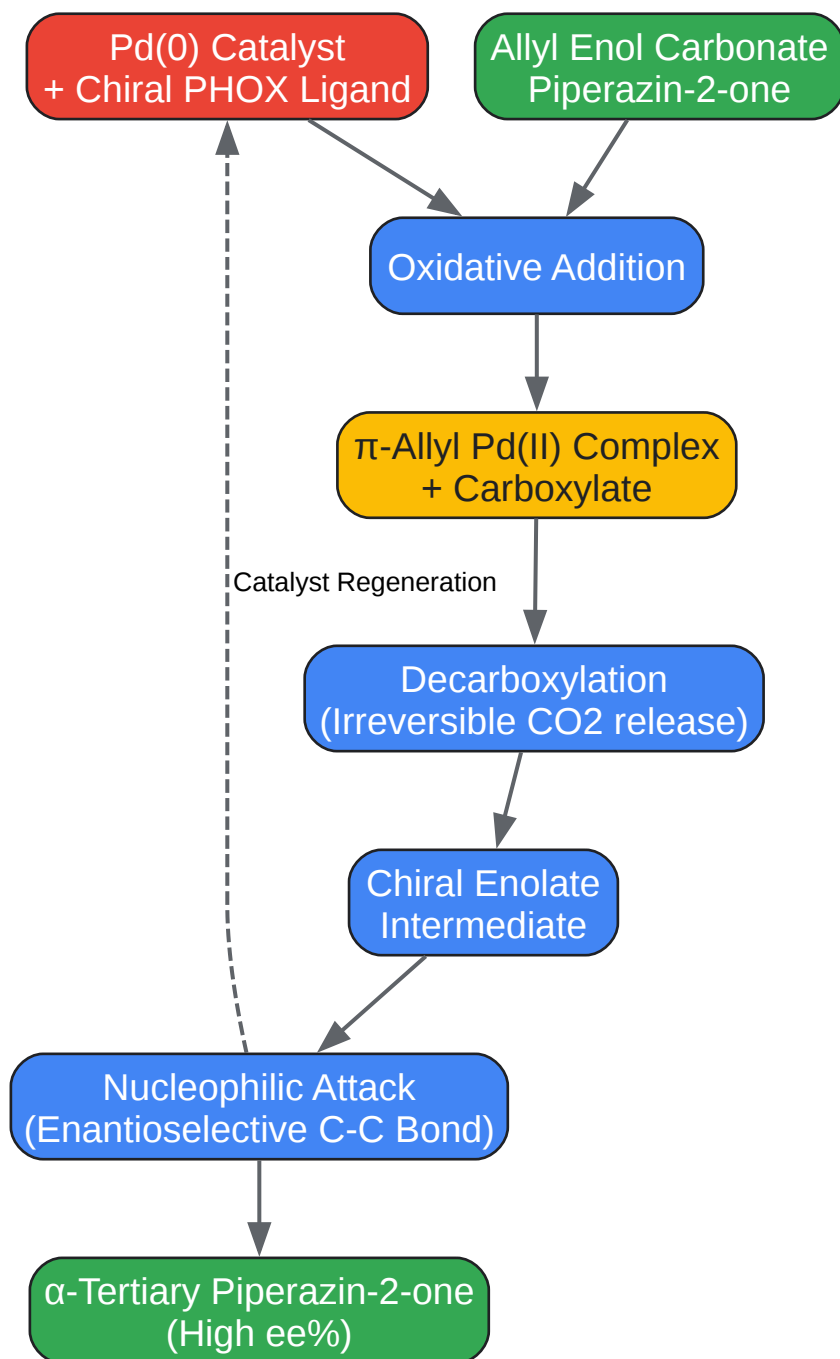 Pd(0) Catalyst
+ Chiral PHOX Ligand
Allyl Enol Carbonate
Piperazin-2-one
Oxidative Addition
π-Allyl Pd(II) Complex
+ Carboxylate
Catalyst Regeneration
Decarboxylation
(Irreversible CO2 release)
Chiral Enolate
Intermediate
Nucleophilic Attack
(Enantioselective C-C Bond)
α-Tertiary Piperazin-2-one
(High ee%)